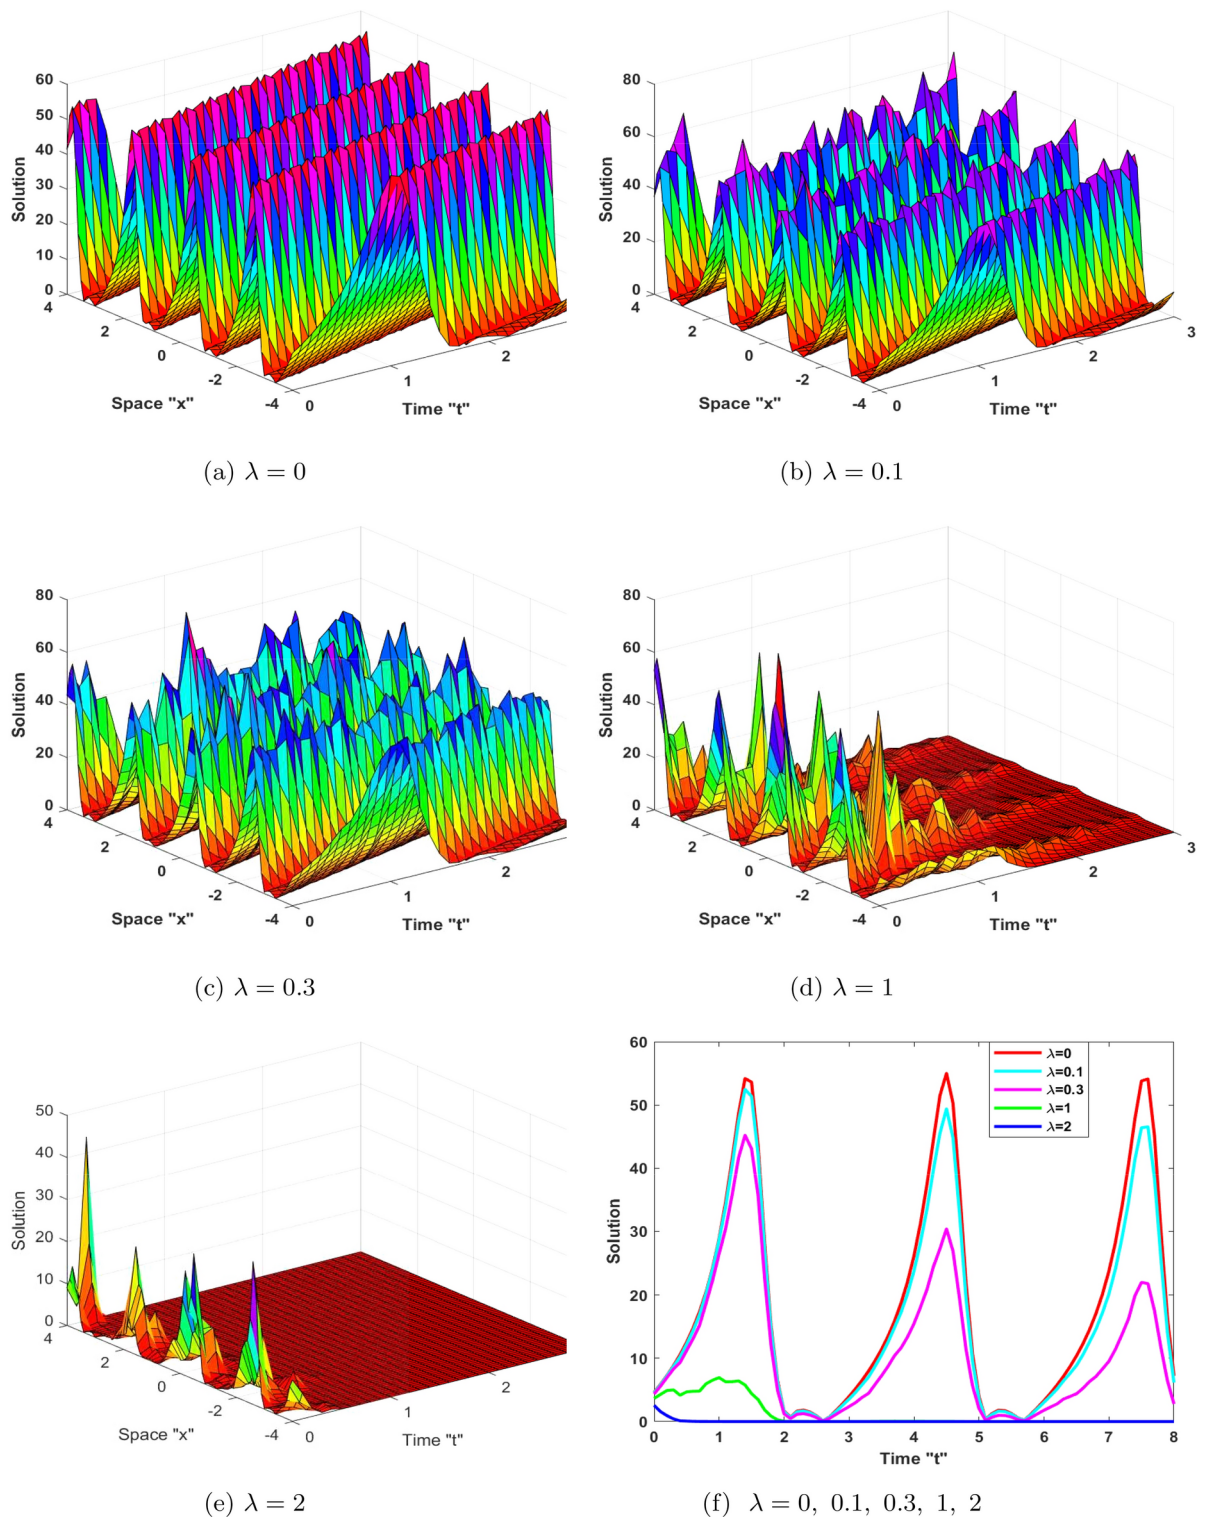 60
50
40
30
20
10
0
Solution
4
2
0
-2
-4
Space "x"
0
1
2
Time "t"
(a) λ = 0
80
60
40
20
0
Solution
4
2
0
-2
-4
Space "x"
0
1
2
3
Time "t"
(b) λ = 0.1
80
60
40
20
0
Solution
4
2
0
-2
-4
Space "x"
0
1
2
Time "t"
(c) λ = 0.3
80
60
40
20
0
Solution
4
2
0
-2
-4
Space "x"
0
1
2
3
Time "t"
(d) λ = 1
50
40
30
20
10
0
Solution
4
2
0
-2
-4
Space "x"
0
1
2
Time "t"
(e) λ = 2
60
50
40
30
20
10
0
Solution
λ=0
λ=0.1
λ=0.3
λ=1
λ=2
0 1 2 3 4 5 6 7 8
Time "t"
(f) λ = 0, 0.1, 0.3, 1, 2